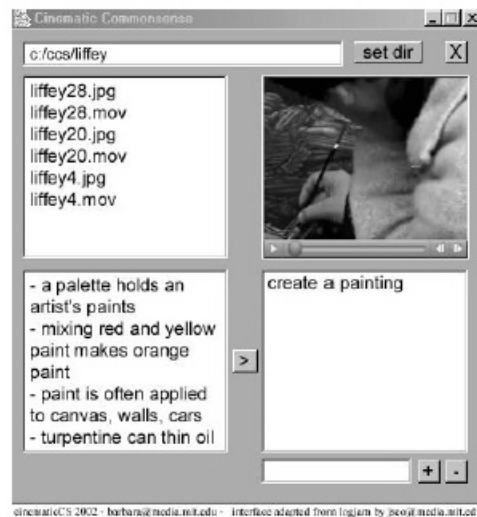 Cinematic Commonsense
c:/ccs/liffey
set dir
X
liffey28.jpg
liffey28.mov
liffey20.jpg
liffey20.mov
liffey4.jpg
liffey4.mov
- a palette holds an
artist's paints
- mixing red and yellow
paint makes orange
paint
- paint is often applied
to canvas, walls, cars
- turpentine can thin oil
>
create a painting
+
-
cinematicCS 2002 - barbara@media.mit.edu - interface adapted from logjam by jseo@media.mit.ed